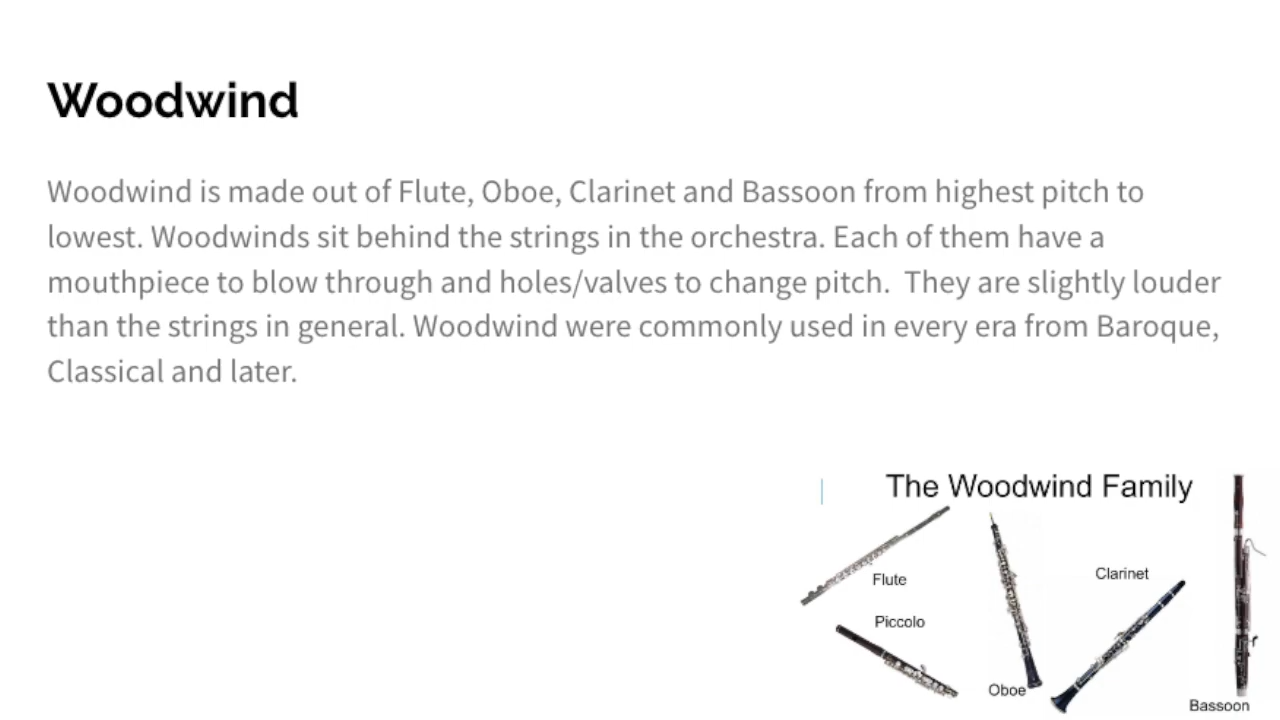 Woodwind
Woodwind is made out of Flute, Oboe, Clarinet and Bassoon from highest pitch to
lowest. Woodwinds sit behind the strings in the orchestra. Each of them have a
mouthpiece to blow through and holes/valves to change pitch.  They are slightly louder
than the strings in general. Woodwind were commonly used in every era from Baroque,
Classical and later.
The Woodwind Family
Flute
Clarinet
Piccolo
Oboe
Bassoon